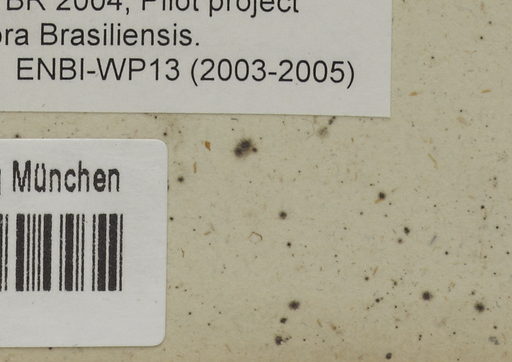 BR 2004, Pilot project
ora Brasiliensis.
ENBI-WP13 (2003-2005)
München